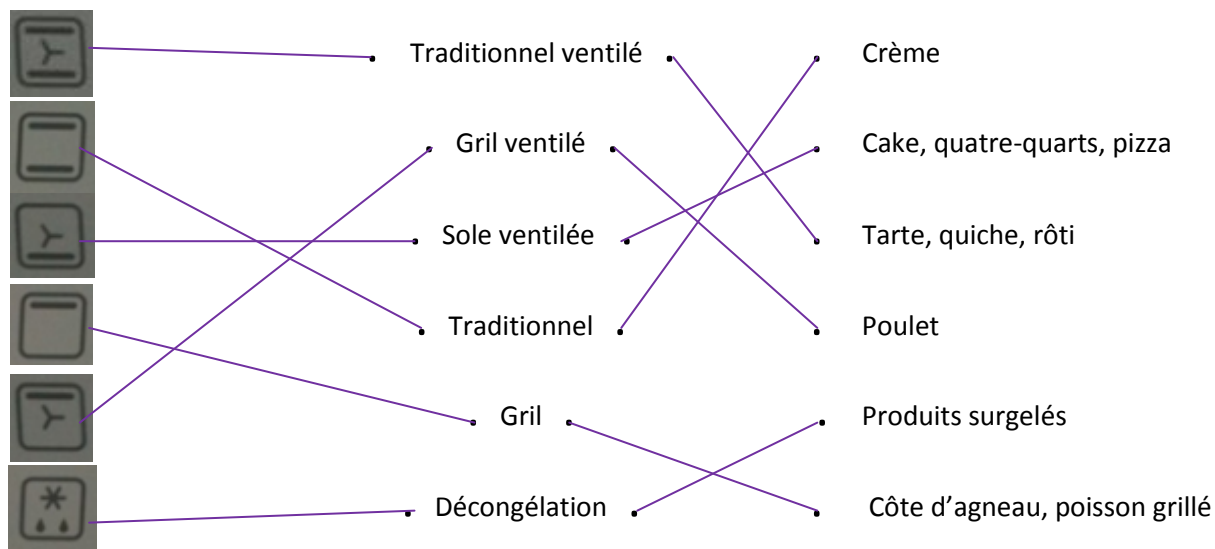 Traditionnel ventilé Crème
Gril ventilé Cake, quatre-quarts, pizza
Sole ventilée Tarte, quiche, rôti
Traditionnel Poulet
Gril Produits surgelés
Décongélation Côte d’agneau, poisson grillé